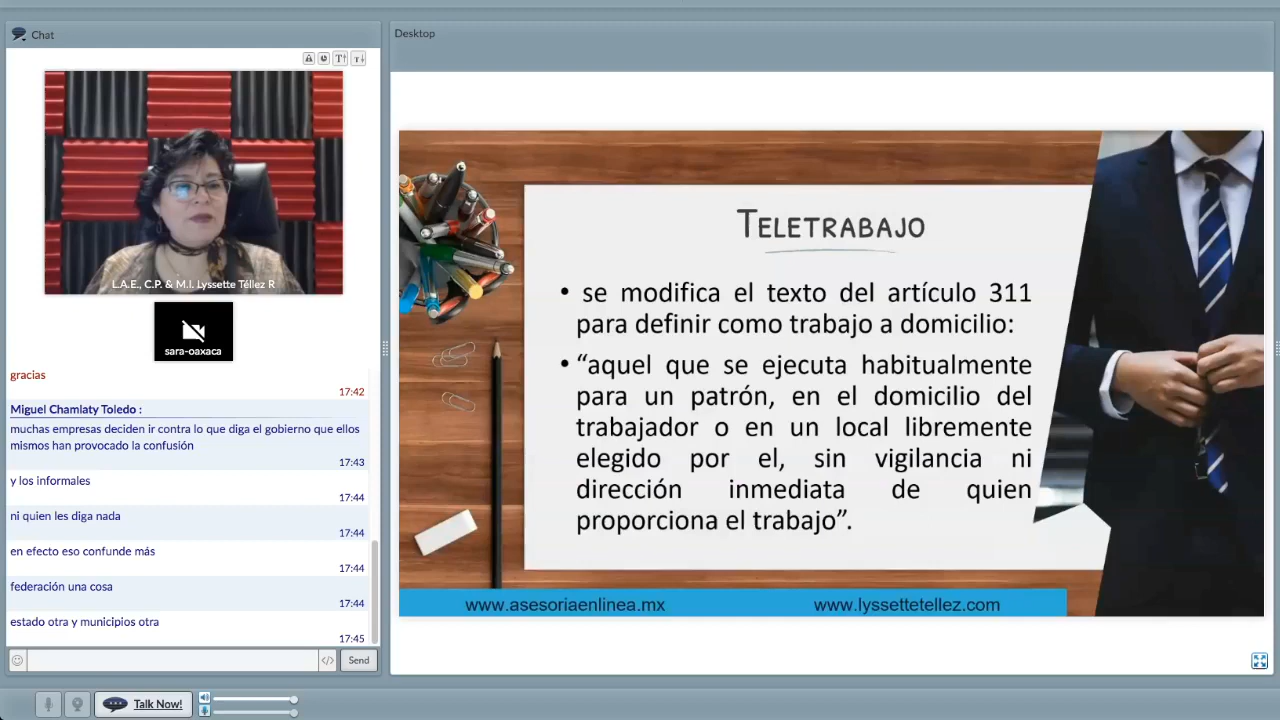 Chat
L.A.E., C.P. & M.I. Lyssette Téllez R
sara-oaxaca
gracias
17:42
Miguel Chamlaty Toledo :
muchas empresas deciden ir contra lo que diga el gobierno que ellos
mismos han provocado la confusión
17:43
y los informales
17:44
ni quien les diga nada
17:44
en efecto eso confunde más
17:44
federación una cosa
17:44
estado otra y municipios otra
17:45
Send
Talk Now!
Desktop
TELETRABAJO
• se modifica el texto del artículo 311
para definir como trabajo a domicilio:
• “aquel que se ejecuta habitualmente
para un patrón, en el domicilio del
trabajador o en un local libremente
elegido por el, sin vigilancia ni
dirección inmediata de quien
proporciona el trabajo”.
www.asesoriaenlinea.mx
www.lyssettetellez.com